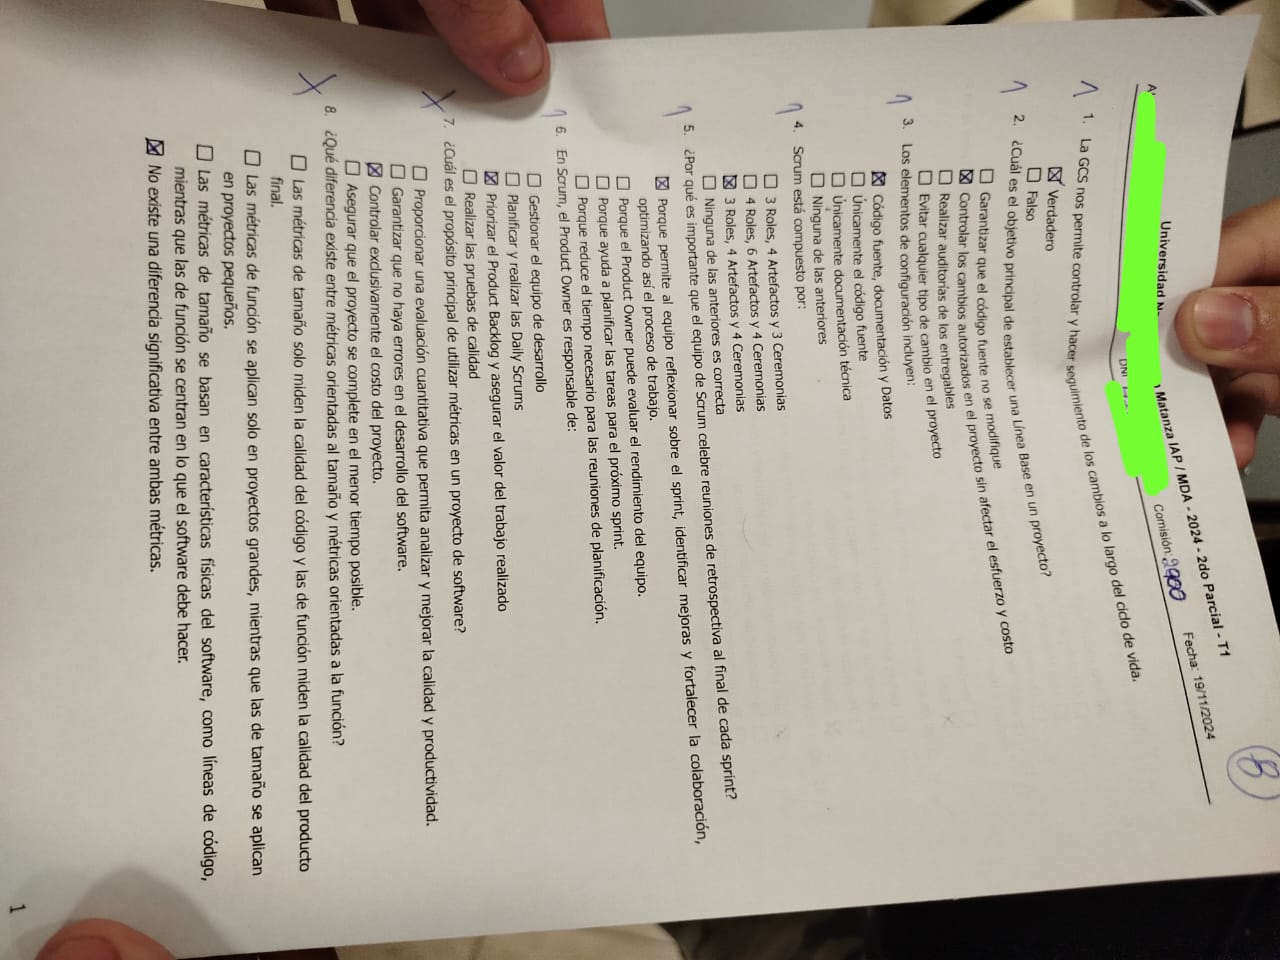 8
Universidad Matanza IAP / MDA - 2024 - 2do Parcial - T1
DNI Comisión: 2900 Fecha: 19/11/2024
1 1. La GCS nos permite controlar y hacer seguimiento de los cambios a lo largo del ciclo de vida.
Verdadero
Falso
1 2. ¿Cuál es el objetivo principal de establecer una Línea Base en un proyecto?
Garantizar que el código fuente no se modifique
Controlar los cambios autorizados en el proyecto sin afectar el esfuerzo y costo
Realizar auditorías de los entregables
Evitar cualquier tipo de cambio en el proyecto
1 3. Los elementos de configuración incluyen:
Código fuente, documentación y Datos
Únicamente el código fuente
Únicamente documentación técnica
Ninguna de las anteriores
1 4. Scrum está compuesto por:
3 Roles, 4 Artefactos y 3 Ceremonias
4 Roles, 6 Artefactos y 4 Ceremonias
3 Roles, 4 Artefactos y 4 Ceremonias
Ninguna de las anteriores es correcta
1 5. ¿Por qué es importante que el equipo de Scrum celebre reuniones de retrospectiva al final de cada sprint?
Porque permite al equipo reflexionar sobre el sprint, identificar mejoras y fortalecer la colaboración,
optimizando así el proceso de trabajo.
Porque el Product Owner puede evaluar el rendimiento del equipo.
Porque ayuda a planificar las tareas para el próximo sprint.
Porque reduce el tiempo necesario para las reuniones de planificación.
1 6. En Scrum, el Product Owner es responsable de:
Gestionar el equipo de desarrollo
Planificar y realizar las Daily Scrums
Priorizar el Product Backlog y asegurar el valor del trabajo realizado
Realizar las pruebas de calidad
X 7. ¿Cuál es el propósito principal de utilizar métricas en un proyecto de software?
Proporcionar una evaluación cuantitativa que permita analizar y mejorar la calidad y productividad.
Garantizar que no haya errores en el desarrollo del software.
Controlar exclusivamente el costo del proyecto.
Asegurar que el proyecto se complete en el menor tiempo posible.
X 8. ¿Qué diferencia existe entre métricas orientadas al tamaño y métricas orientadas a la función?
Las métricas de tamaño solo miden la calidad del código y las de función miden la calidad del producto
final.
Las métricas de función se aplican solo en proyectos grandes, mientras que las de tamaño se aplican
en proyectos pequeños.
Las métricas de tamaño se basan en características físicas del software, como líneas de código,
mientras que las de función se centran en lo que el software debe hacer.
No existe una diferencia significativa entre ambas métricas.
1